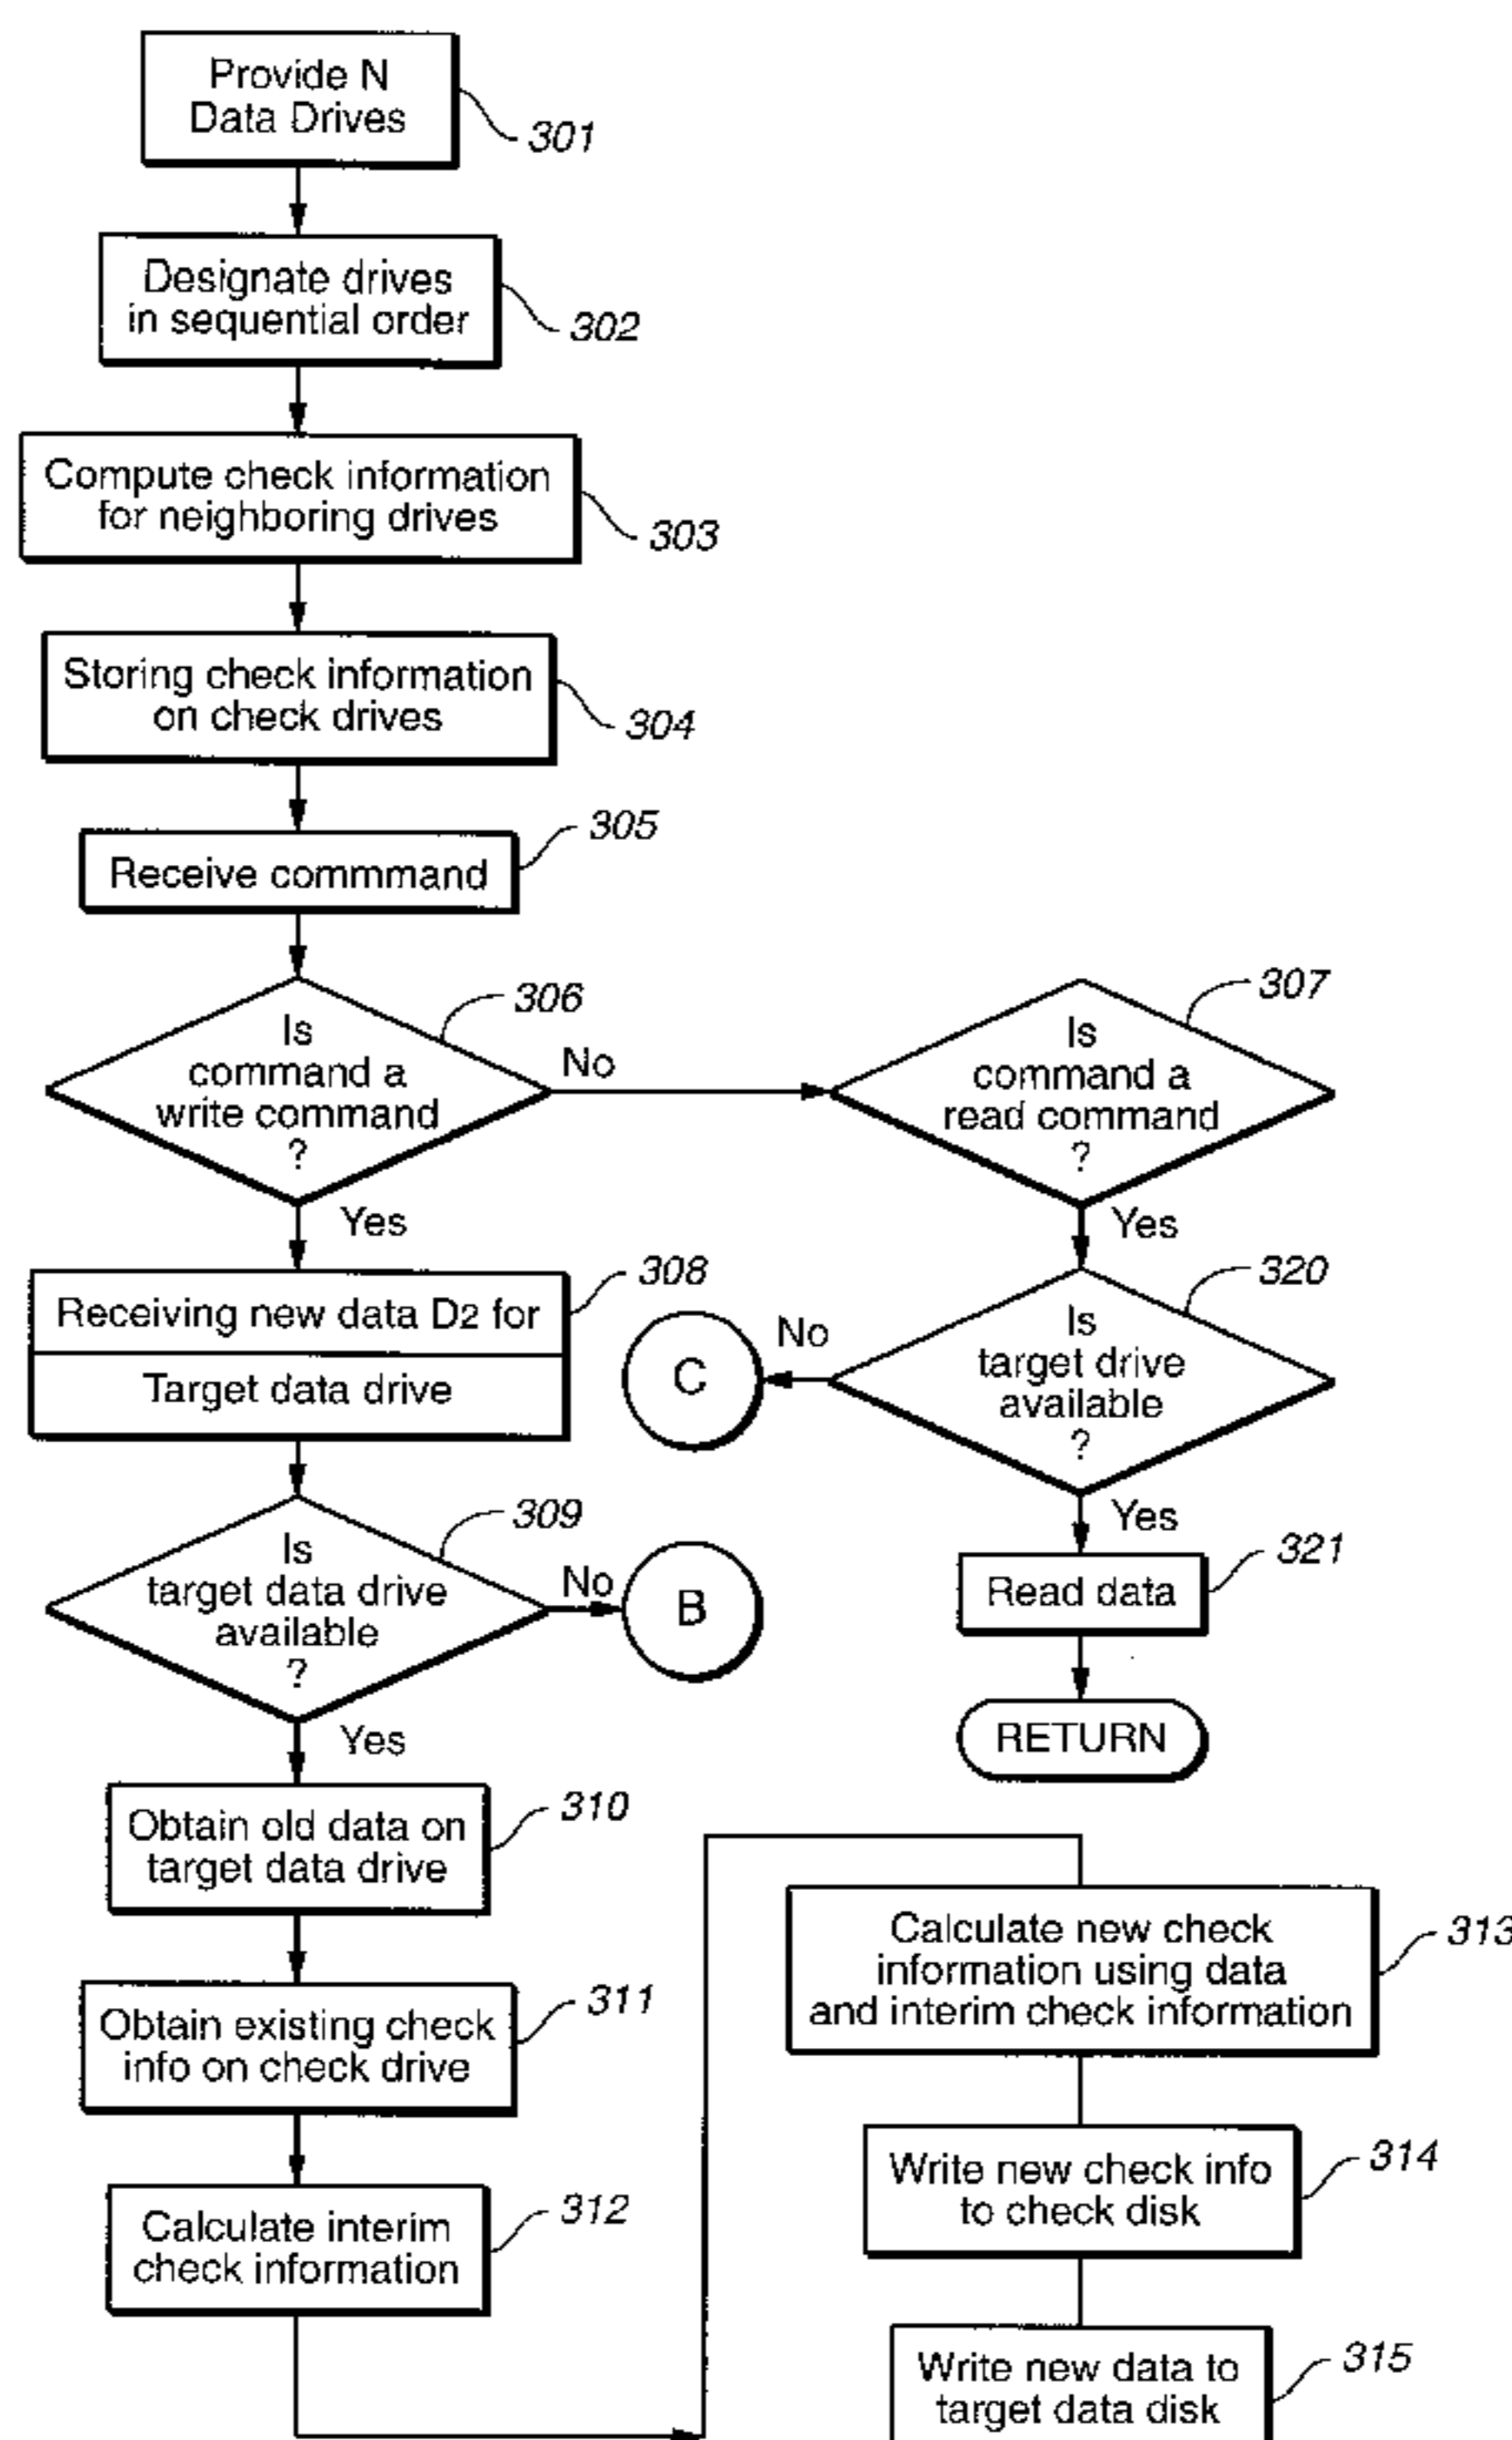 Provide N
Data Drives
301
Designate drives
in sequential order
302
Compute check information
for neighboring drives
303
Storing check information
on check drives
304
Receive commmand
305
Is
command a
write command
?
306
No
Yes
Is
command a
read command
?
307
Yes
Receiving new data D2 for
Target data drive
308
C
No
Is
target drive
available
?
320
Yes
Is
target data drive
available
?
309
No
B
Yes
Read data
321
RETURN
Obtain old data on
target data drive
310
Obtain existing check
info on check drive
311
Calculate interim
check information
312
Calculate new check
information using data
and interim check information
313
Write new check info
to check disk
314
Write new data to
target data disk
315